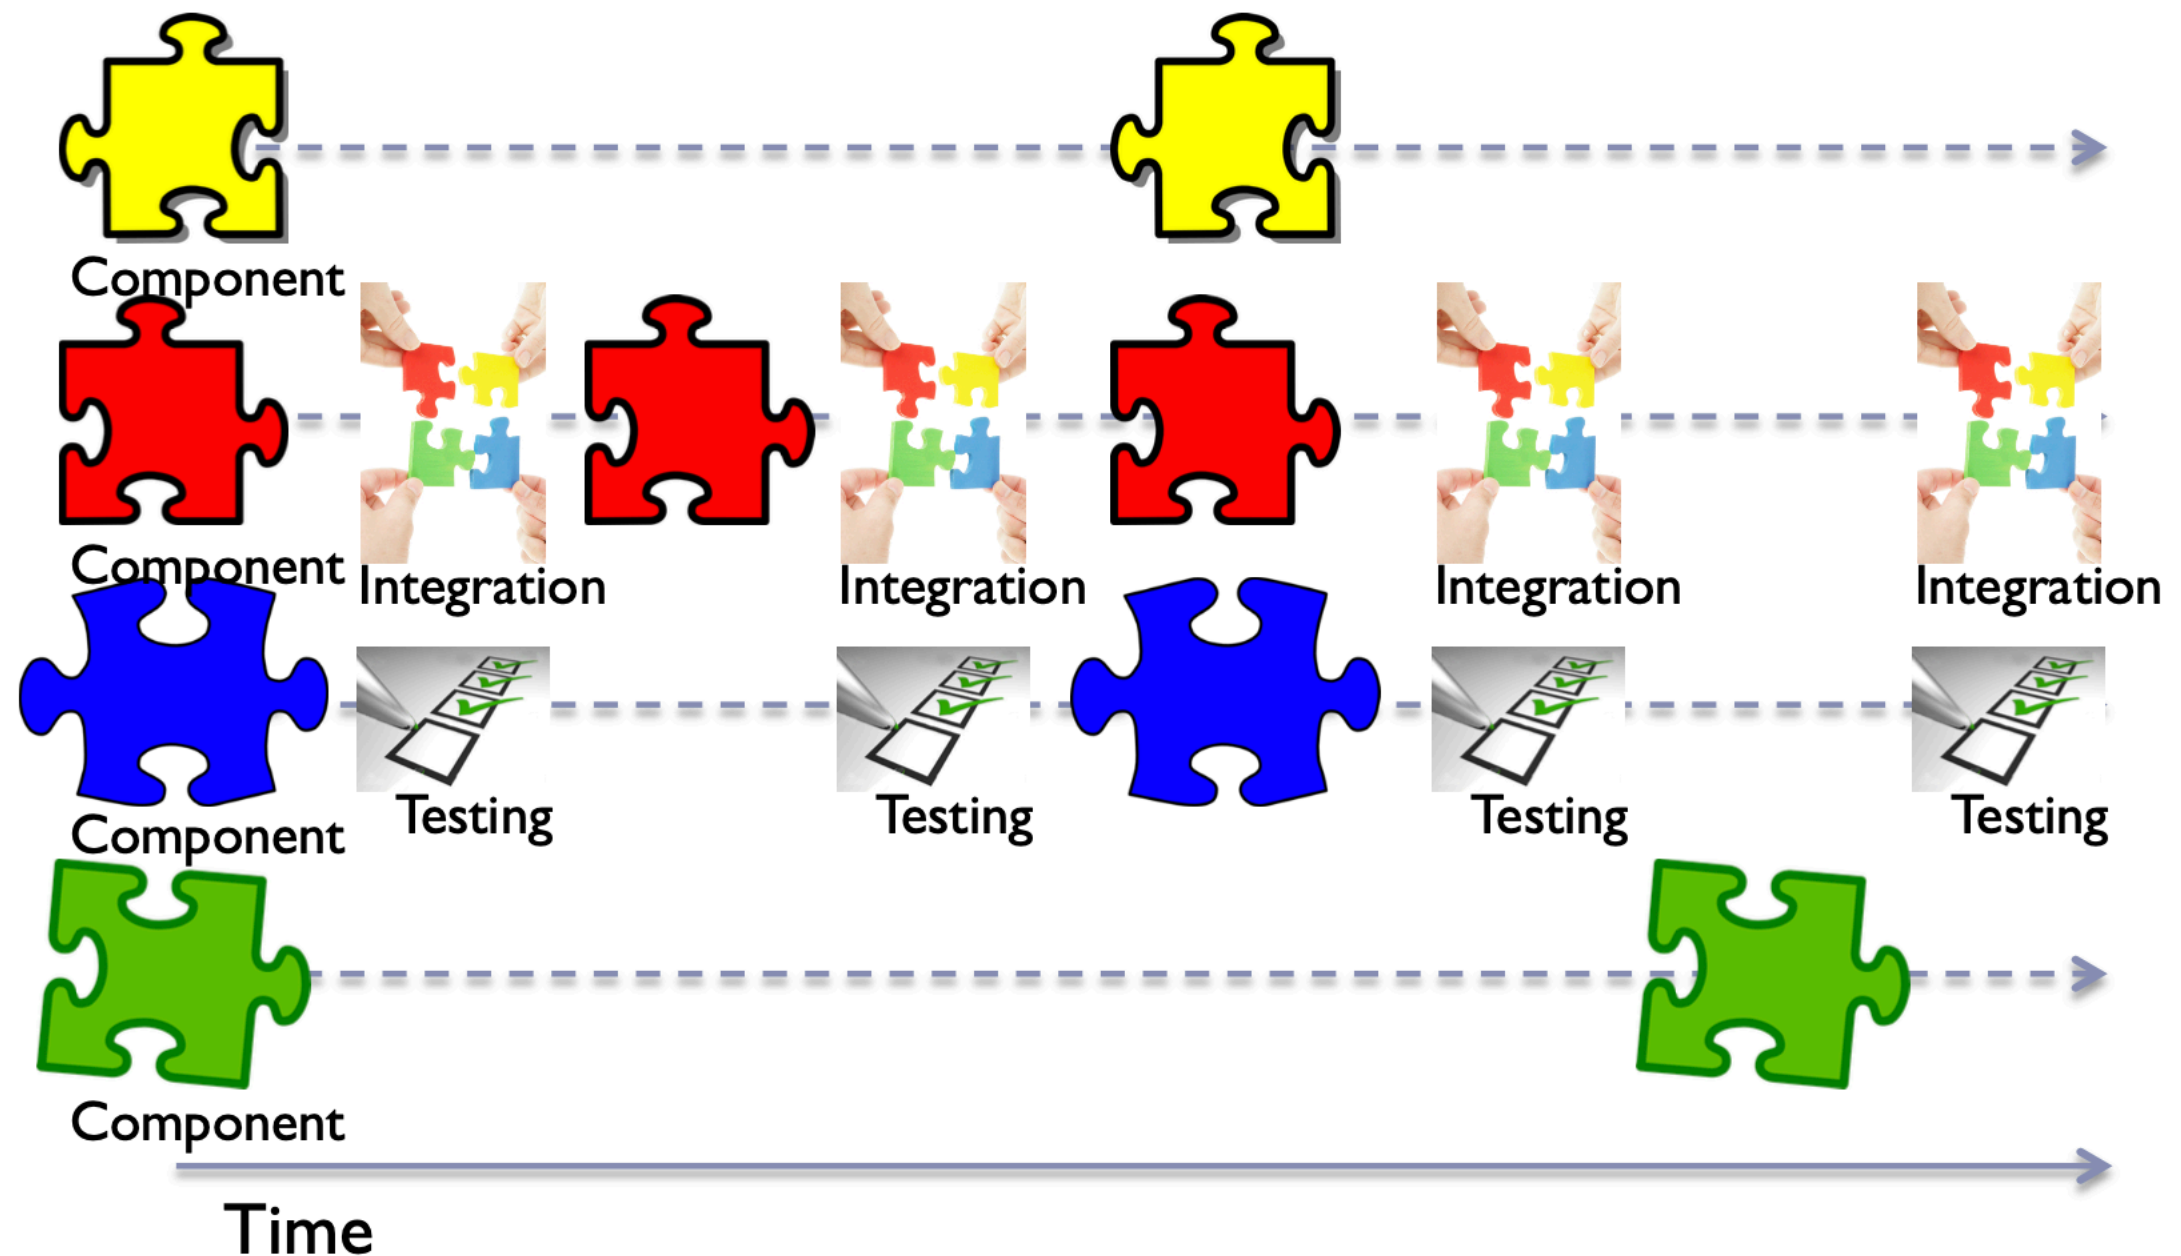 Component
Component
Integration
Integration
Integration
Integration
Component
Testing
Testing
Testing
Testing
Component
Time